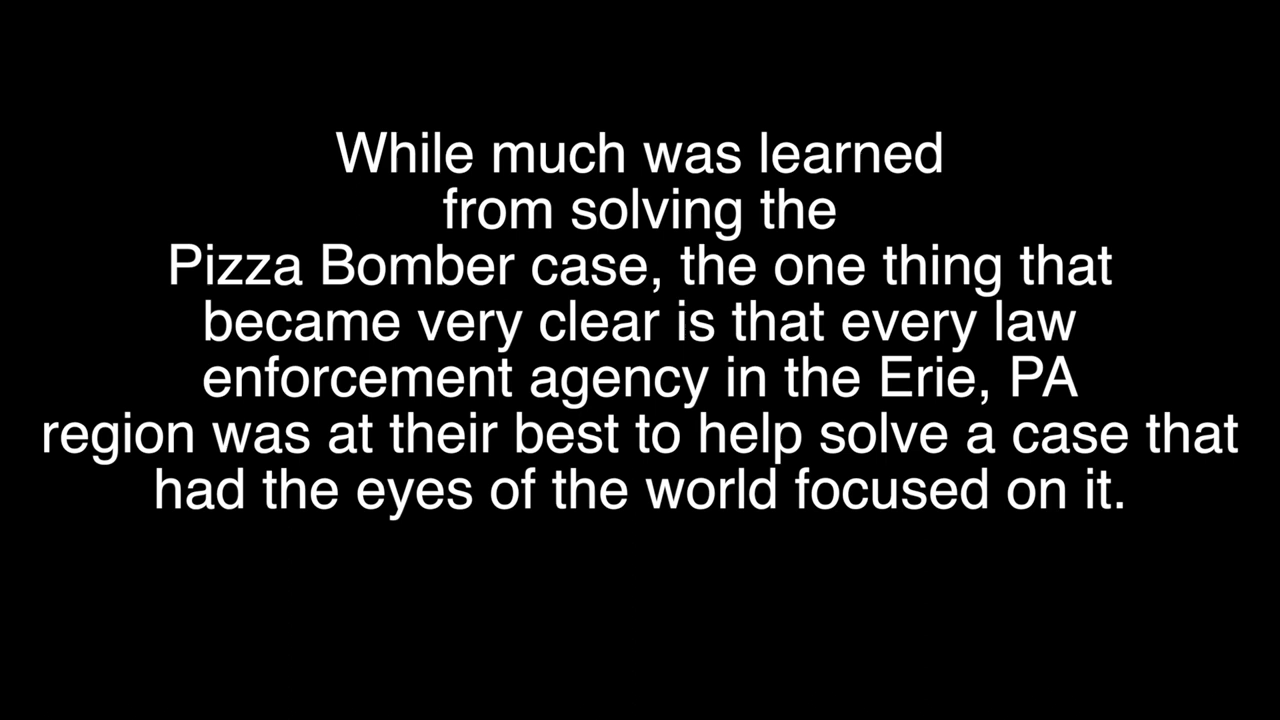 While much was learned
from solving the
Pizza Bomber case, the one thing that
became very clear is that every law
enforcement agency in the Erie, PA
region was at their best to help solve a case that
had the eyes of the world focused on it.